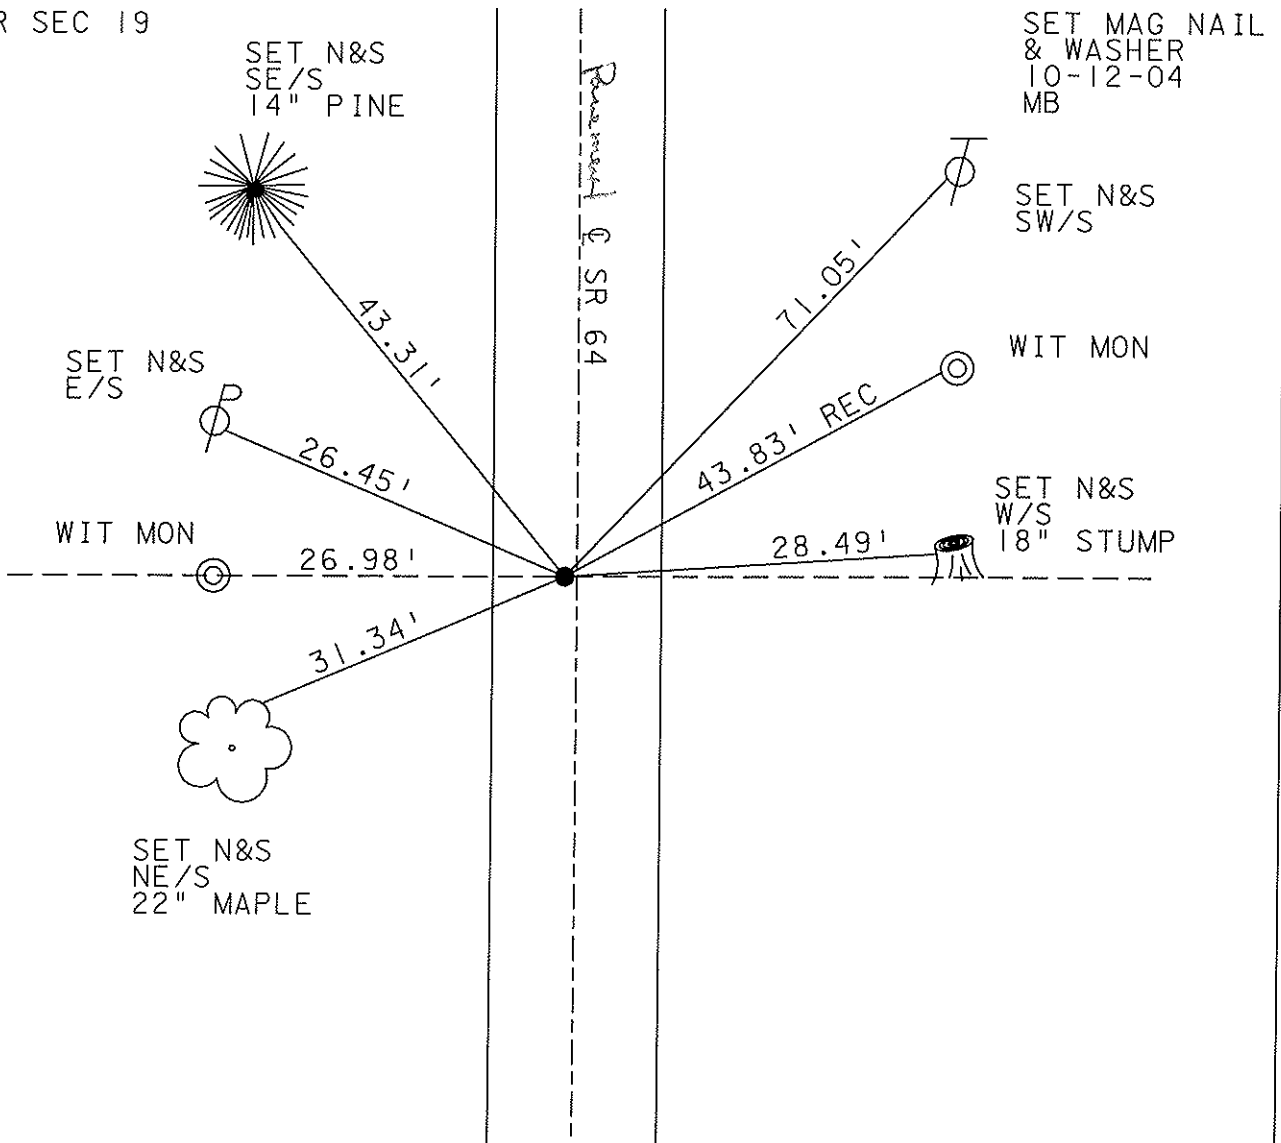 R SEC 19
SET N&S
SE/S
14" PINE
SET MAG NAIL
& WASHER
10-12-04
MB
Pavement ℄ SR 64
SET N&S
SW/S
43.31'
71.05'
WIT MON
SET N&S
E/S
P
26.45'
43.83' REC
SET N&S
W/S
18" STUMP
WIT MON
26.98'
28.49'
31.34'
SET N&S
NE/S
22" MAPLE